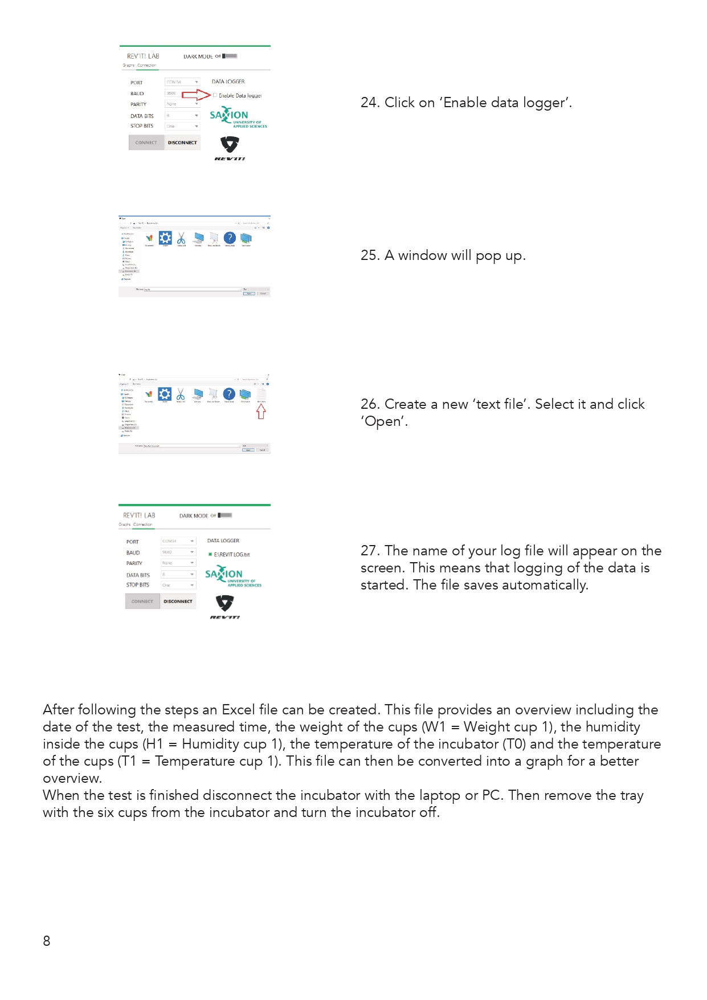 REV'IT! LAB
DARK MODE Off
Graphs Connection
PORT
COM34
DATA LOGGER
BAUD
9600
Enable Data logger
PARITY
None
DATA BITS
8
SAXION
UNIVERSITY OF
APPLIED SCIENCES
STOP BITS
One
CONNECT
DISCONNECT
REV'IT!
24. Click on ‘Enable data logger’.
25. A window will pop up.
26. Create a new ‘text file’. Select it and click
‘Open’.
REV'IT! LAB
DARK MODE Off
Graphs Connection
PORT
COM34
DATA LOGGER
BAUD
9600
E:\REVIT LOG.txt
PARITY
None
DATA BITS
8
SAXION
UNIVERSITY OF
APPLIED SCIENCES
STOP BITS
One
CONNECT
DISCONNECT
REV'IT!
27. The name of your log file will appear on the
screen. This means that logging of the data is
started. The file saves automatically.
After following the steps an Excel file can be created. This file provides an overview including the
date of the test, the measured time, the weight of the cups (W1 = Weight cup 1), the humidity
inside the cups (H1 = Humidity cup 1), the temperature of the incubator (T0) and the temperature
of the cups (T1 = Temperature cup 1). This file can then be converted into a graph for a better
overview.
When the test is finished disconnect the incubator with the laptop or PC. Then remove the tray
with the six cups from the incubator and turn the incubator off.
8